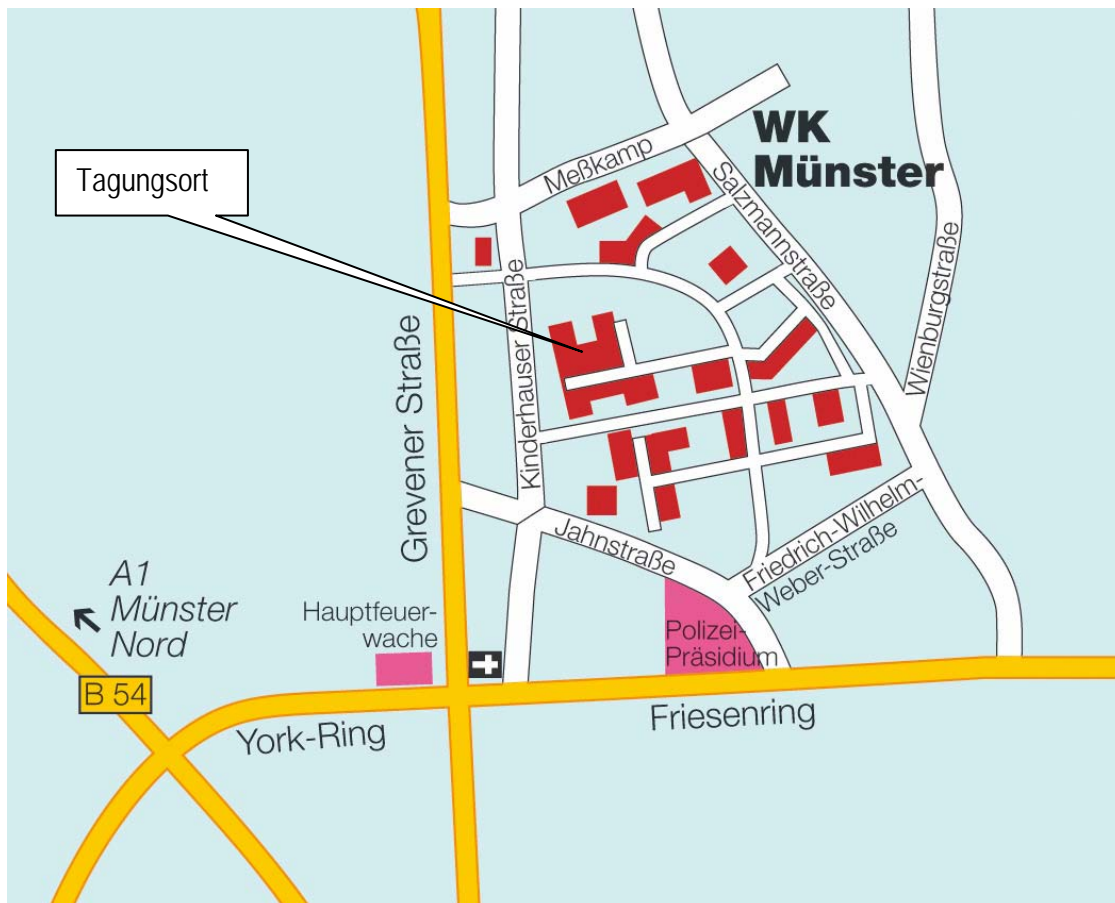 WK
Münster
Meßkamp
Tagungsort
Salzmannstraße
Wienburgstraße
Kinderhauser Straße
Grevener Straße
Jahnstraße
Friedrich-Wilhelm-
Weber-Straße
A1
Münster
Nord
Hauptfeuer-
wache
Polizei-
Präsidium
B 54
York-Ring
Friesenring